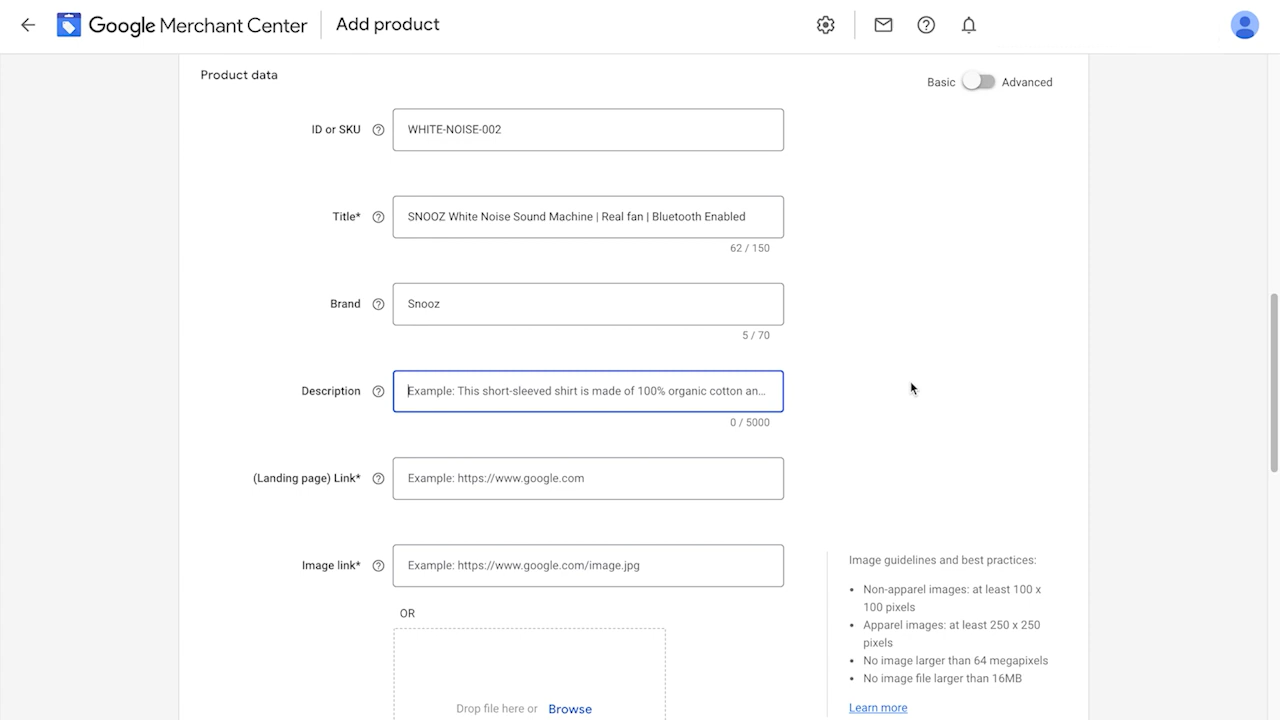 Google Merchant Center Add product
Product data
Basic Advanced
ID or SKU WHITE-NOISE-002
Title* SNOOZ White Noise Sound Machine | Real fan | Bluetooth Enabled
62 / 150
Brand Snooz
5 / 70
Description Example: This short-sleeved shirt is made of 100% organic cotton an...
0 / 5000
(Landing page) Link* Example: https://www.google.com
Image link* Example: https://www.google.com/image.jpg
OR
Drop file here or Browse
Image guidelines and best practices:
• Non-apparel images: at least 100 x
100 pixels
• Apparel images: at least 250 x 250
pixels
• No image larger than 64 megapixels
• No image file larger than 16MB
Learn more